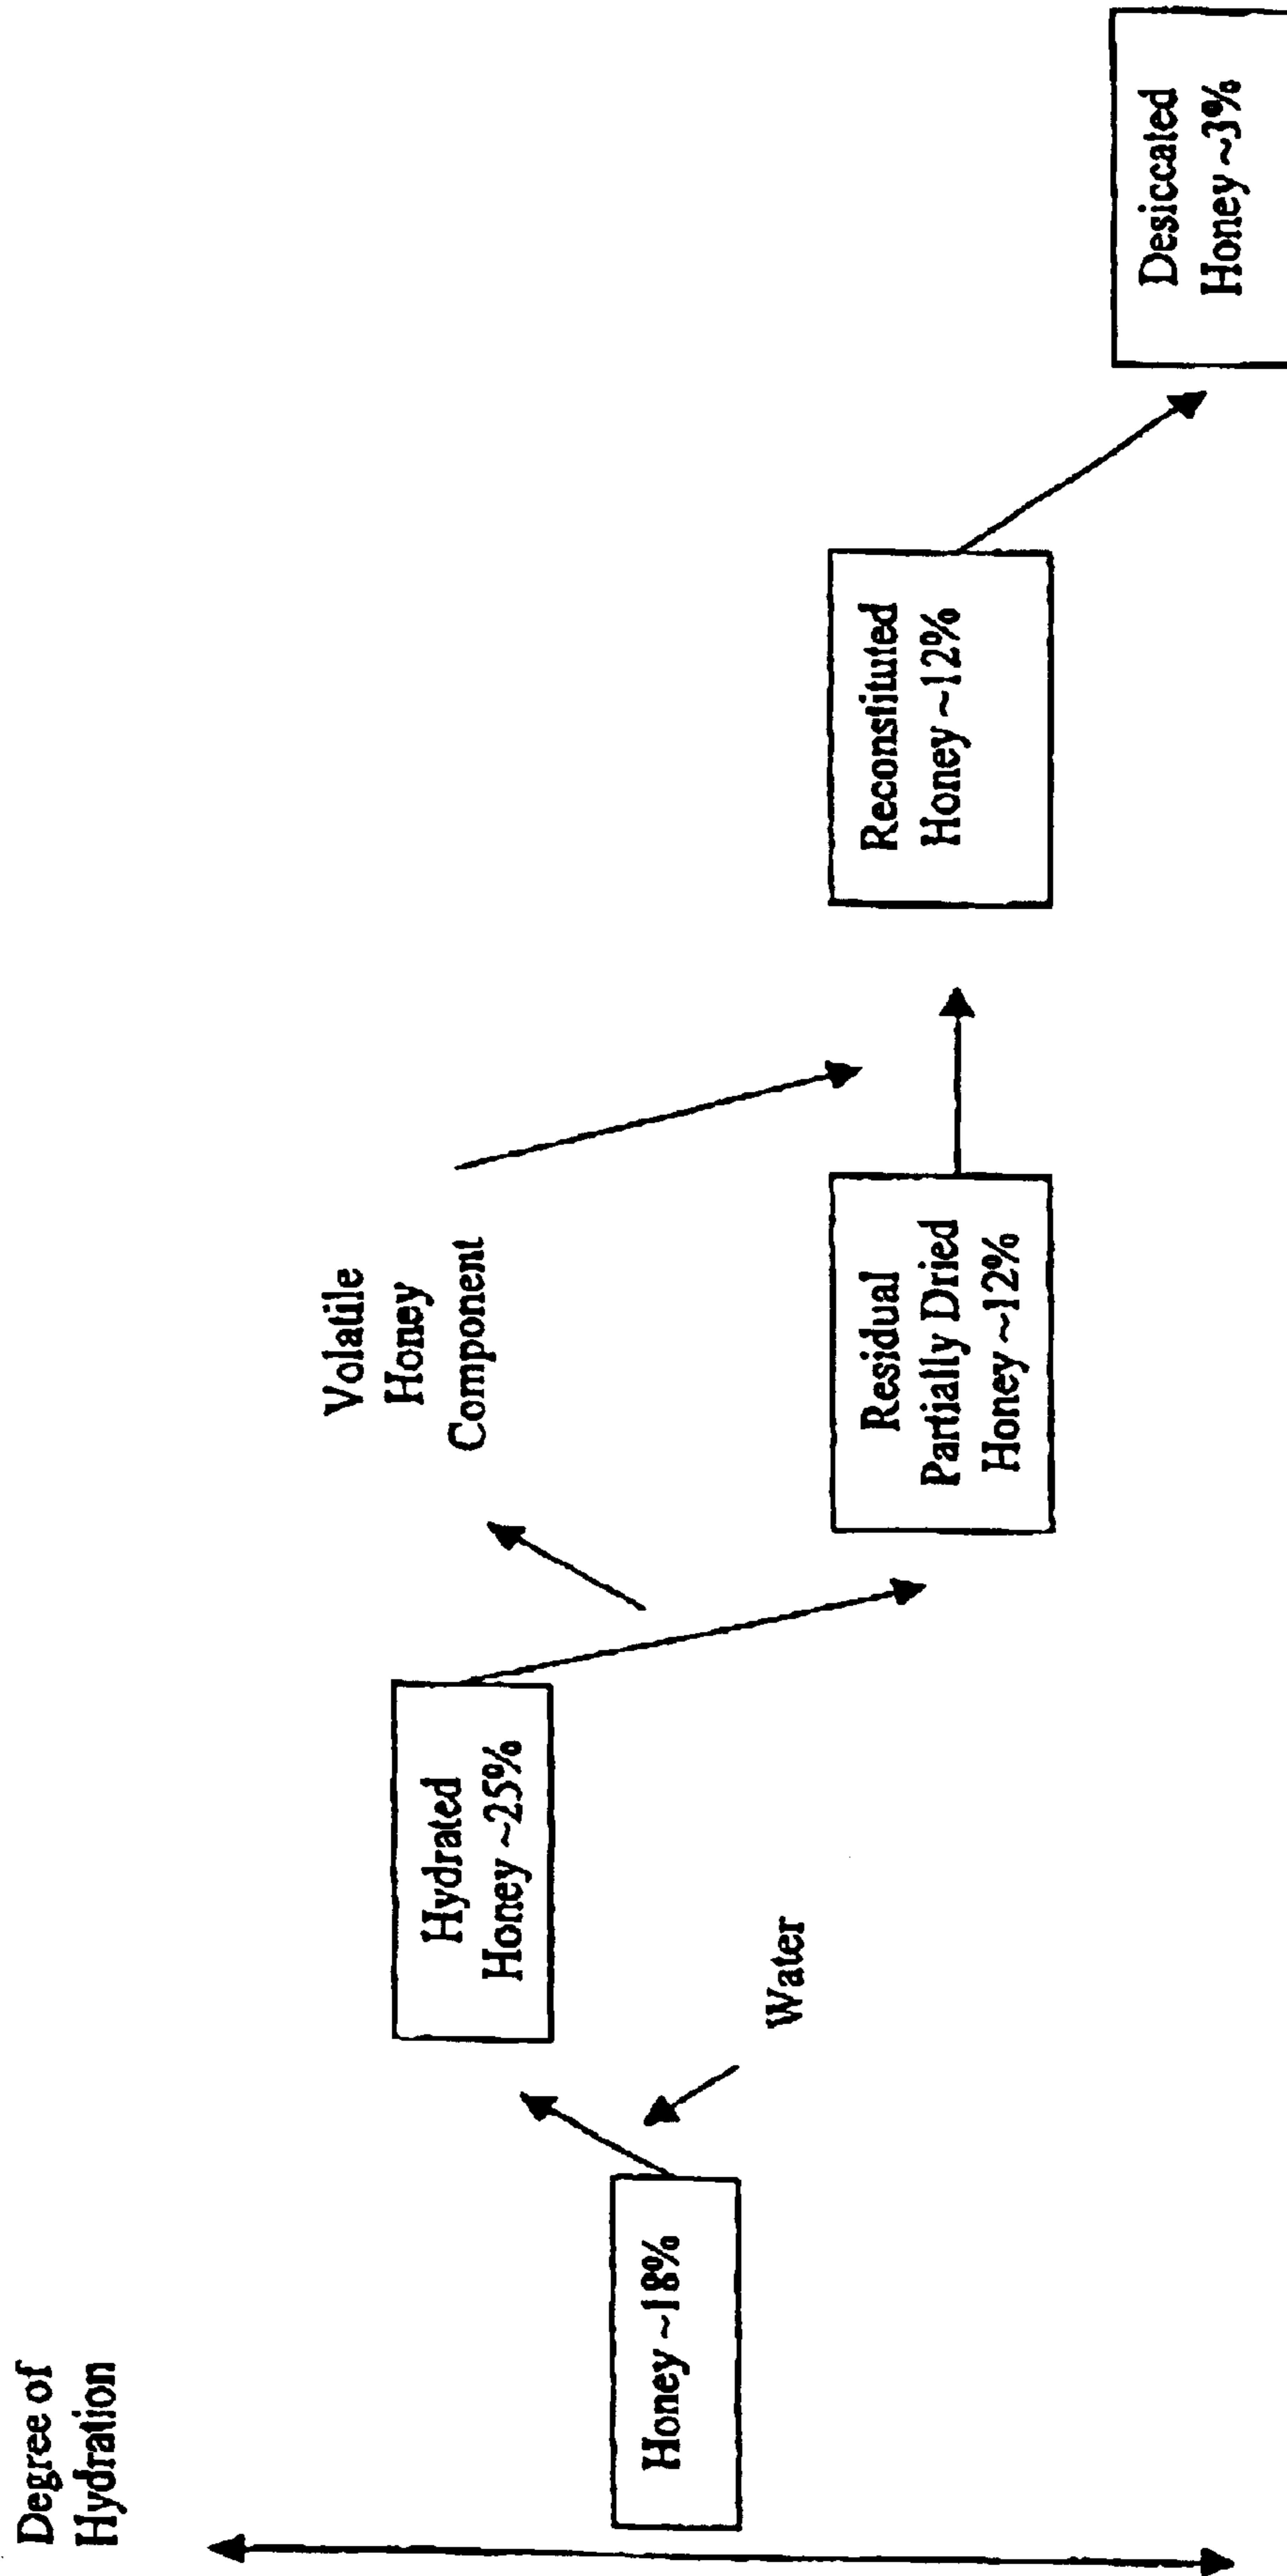 Degree of
Hydration
Honey ~18%
Water
Hydrated
Honey ~25%
Volatile
Honey
Component
Residual
Partially Dried
Honey ~12%
Reconstituted
Honey ~12%
Desiccated
Honey ~3%